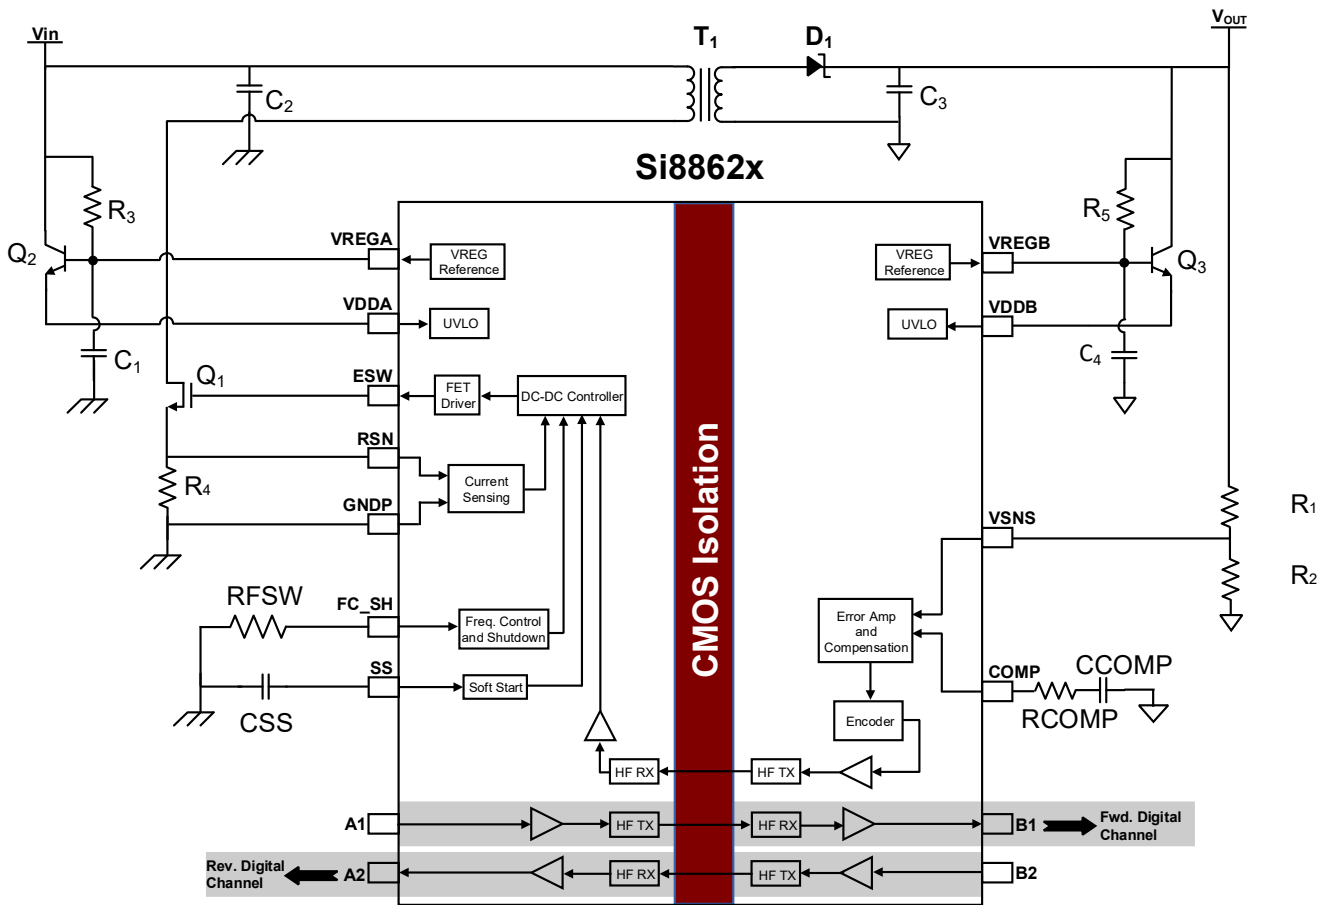 Vin
T1
D1
VOUT
C2
C3
Si8862x
R3
R5
VREGA
VREG
Reference
VREG
Reference
VREGB
Q2
Q3
VDDA
UVLO
UVLO
VDDB
C1
C4
Q1
ESW
FET
Driver
DC-DC Controller
RSN
R4
Current
Sensing
GNDP
CMOS Isolation
VSNS
R1
R2
RFSW
FC_SH
Freq. Control
and Shutdown
Error Amp
and
Compensation
SS
Soft Start
COMP
CCOMP
CSS
RCOMP
Encoder
HF RX
HF TX
A1
HF TX
HF RX
B1
Fwd. Digital
Channel
Rev. Digital
Channel
A2
HF RX
HF TX
B2